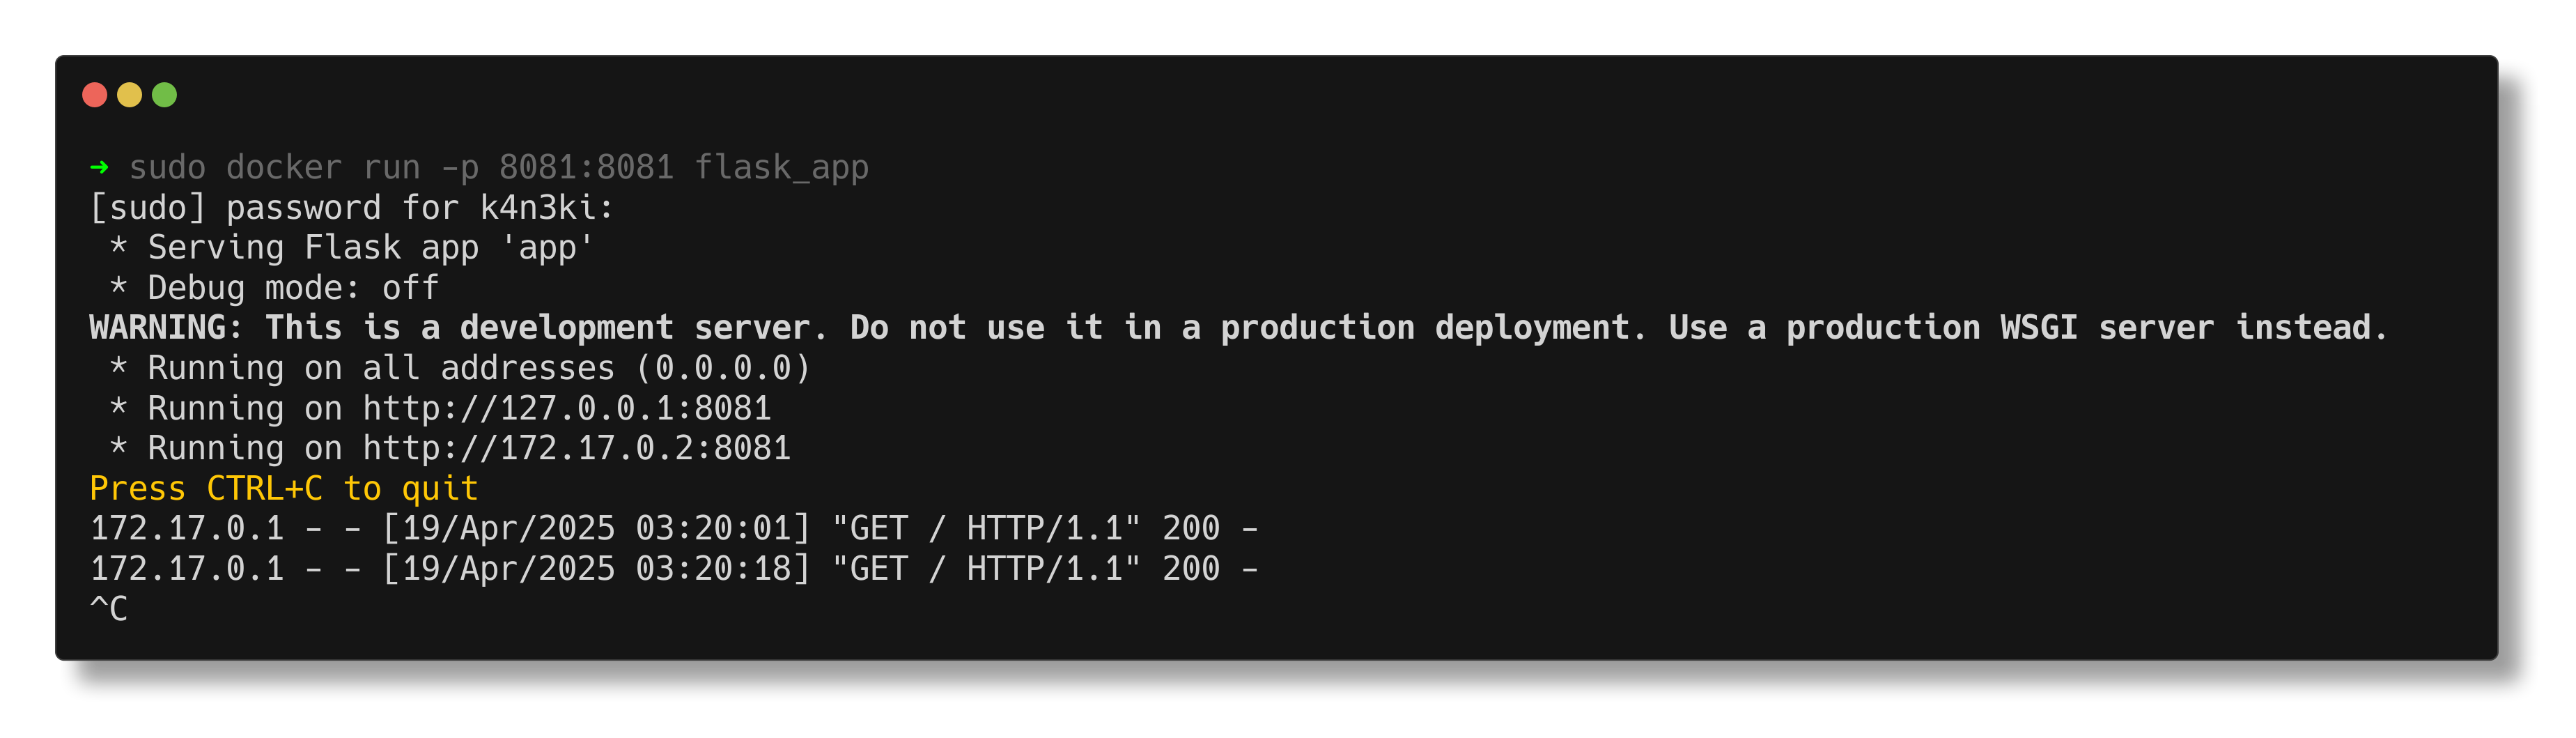 ➜ sudo docker run -p 8081:8081 flask_app
[sudo] password for k4n3ki:
 * Serving Flask app 'app'
 * Debug mode: off
WARNING: This is a development server. Do not use it in a production deployment. Use a production WSGI server instead.
 * Running on all addresses (0.0.0.0)
 * Running on http://127.0.0.1:8081
 * Running on http://172.17.0.2:8081
Press CTRL+C to quit
172.17.0.1 - - [19/Apr/2025 03:20:01] "GET / HTTP/1.1" 200 -
172.17.0.1 - - [19/Apr/2025 03:20:18] "GET / HTTP/1.1" 200 -
^C